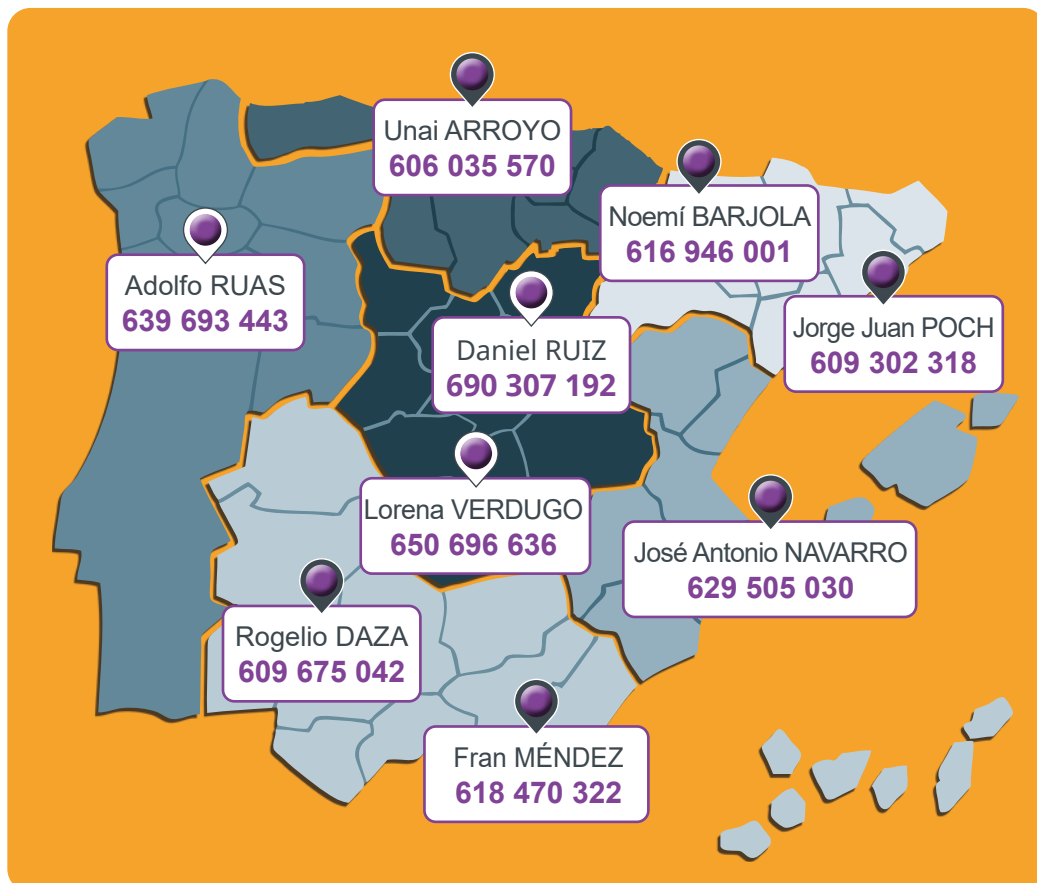 Unai ARROYO
606 035 570
Noemí BARJOLA
616 946 001
Adolfo RUAS
639 693 443
Jorge Juan POCH
609 302 318
Daniel RUIZ
690 307 192
Lorena VERDUGO
650 696 636
José Antonio NAVARRO
629 505 030
Rogelio DAZA
609 675 042
Fran MÉNDEZ
618 470 322